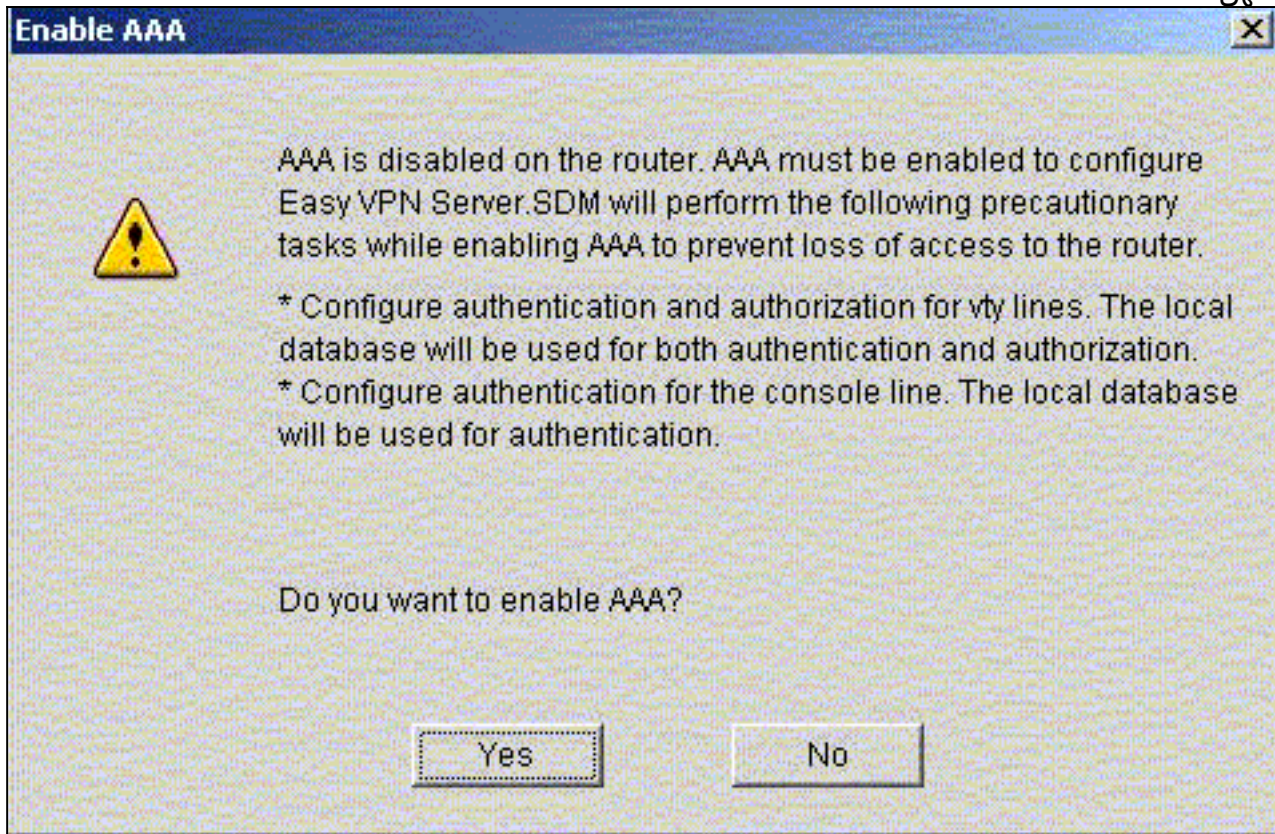 Enable AAA
AAA is disabled on the router. AAA must be enabled to configure
Easy VPN Server.SDM will perform the following precautionary
tasks while enabling AAA to prevent loss of access to the router.
* Configure authentication and authorization for vty lines. The local
database will be used for both authentication and authorization.
* Configure authentication for the console line. The local database
will be used for authentication.
Do you want to enable AAA?
Yes
No